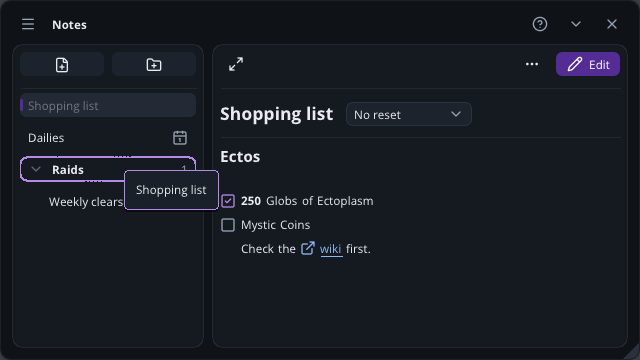 Notes
Edit
Shopping list
Dailies
Raids 1
Weekly clears
Shopping list
Shopping list No reset
Ectos
250 Globs of Ectoplasm
Mystic Coins
Check the wiki first.